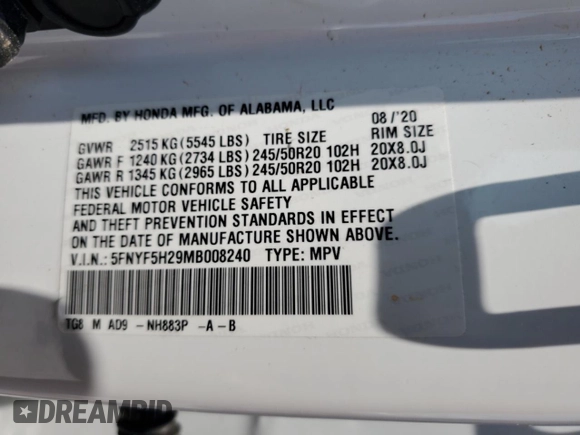 MFD. BY HONDA MFG. OF ALABAMA, LLC 08/'20
GVWR 2515 KG (5545 LBS) TIRE SIZE RIM SIZE
GAWR F 1240 KG (2734 LBS) 245/50R20 102H 20X8.0J
GAWR R 1345 KG (2965 LBS) 245/50R20 102H 20X8.0J
THIS VEHICLE CONFORMS TO ALL APPLICABLE
FEDERAL MOTOR VEHICLE SAFETY
AND THEFT PREVENTION STANDARDS IN EFFECT
ON THE DATE OF MANUFACTURE SHOWN ABOVE.
V.I.N.: 5FNYF5H29MB008240 TYPE: MPV
TG8 M AD9 -NH883P -A-B
DREAMBID